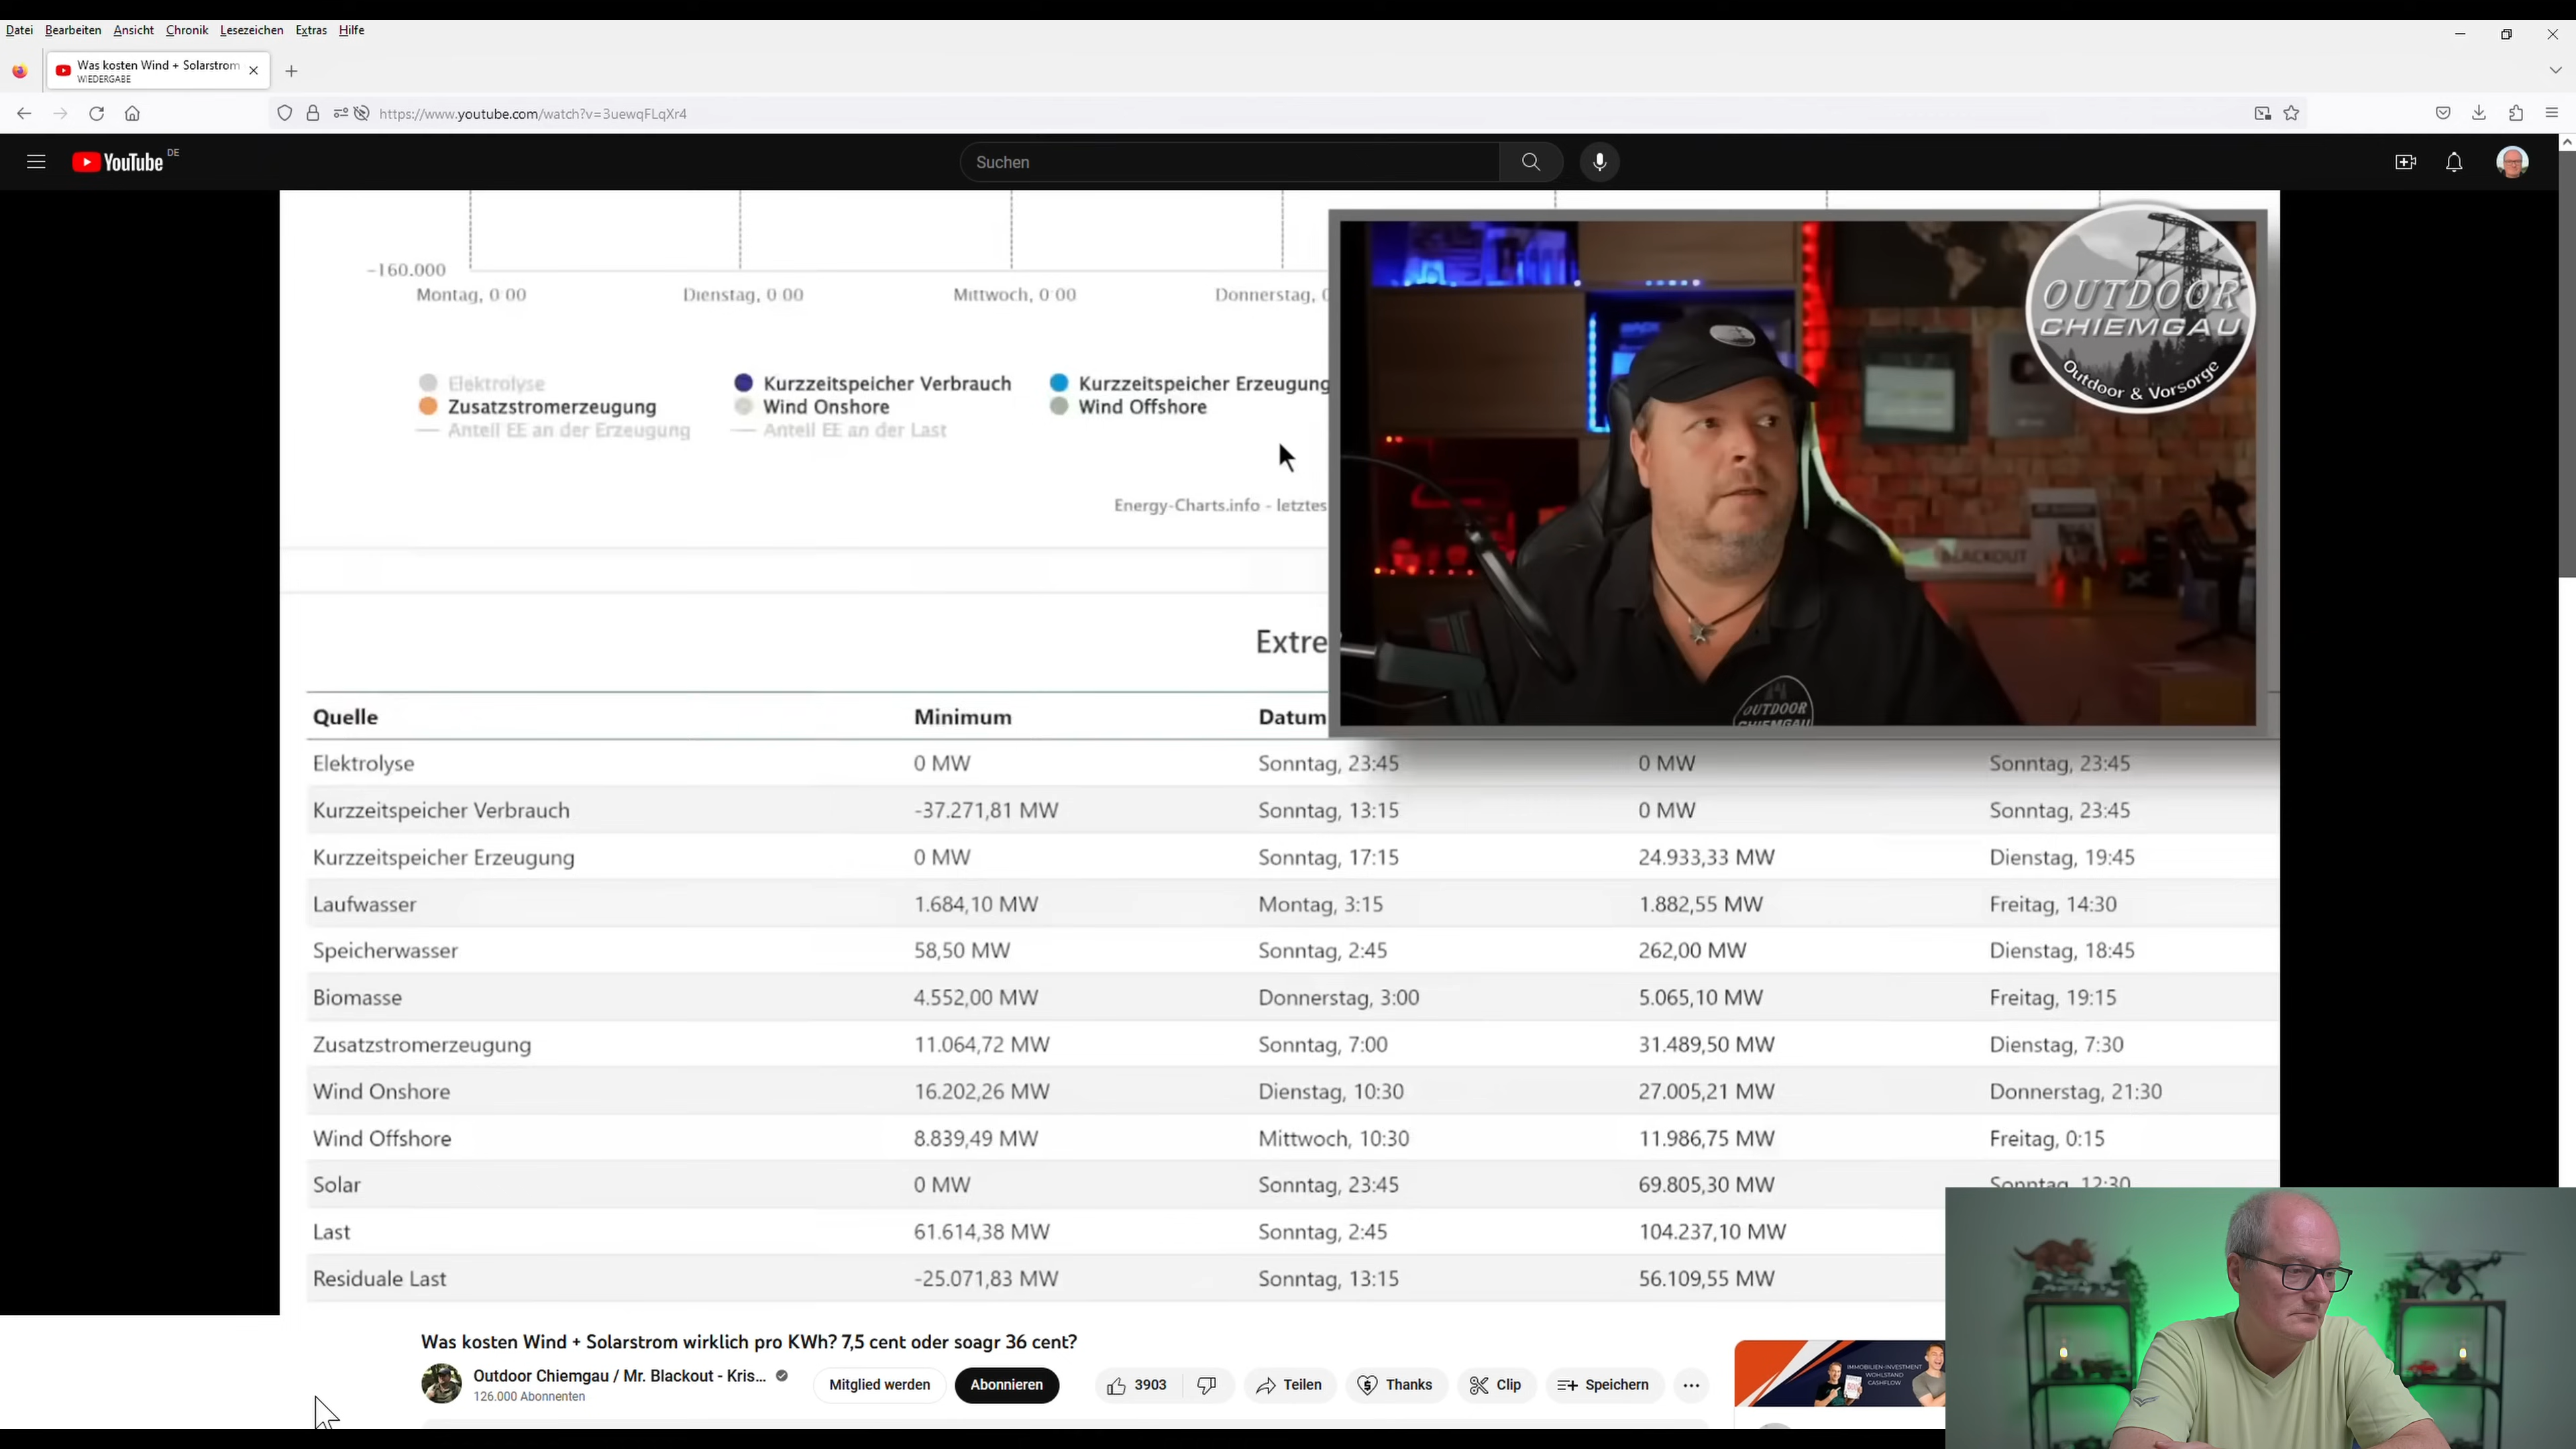 Datei Bearbeiten Ansicht Chronik Lesezeichen Extras Hilfe
Was kosten Wind + Solarstrom
WIEDERGABE
https://www.youtube.com/watch?v=3uewqFLqXr4
YouTube DE
Suchen
-160.000
Montag, 0:00 Dienstag, 0:00 Mittwoch, 0:00 Donnerstag, 0
Elektrolyse Kurzzeitspeicher Verbrauch Kurzzeitspeicher Erzeugung
Zusatzstromerzeugung Wind Onshore Wind Offshore
Anteil EE an der Erzeugung Anteil EE an der Last
Energy-Charts.info - letztes
OUTDOOR
CHIEMGAU
Outdoor & Vorsorge
BLACKOUT
OUTDOOR
CHIEMGAU
Extre
Quelle Minimum Datum
Elektrolyse 0 MW Sonntag, 23:45 0 MW Sonntag, 23:45
Kurzzeitspeicher Verbrauch -37.271,81 MW Sonntag, 13:15 0 MW Sonntag, 23:45
Kurzzeitspeicher Erzeugung 0 MW Sonntag, 17:15 24.933,33 MW Dienstag, 19:45
Laufwasser 1.684,10 MW Montag, 3:15 1.882,55 MW Freitag, 14:30
Speicherwasser 58,50 MW Sonntag, 2:45 262,00 MW Dienstag, 18:45
Biomasse 4.552,00 MW Donnerstag, 3:00 5.065,10 MW Freitag, 19:15
Zusatzstromerzeugung 11.064,72 MW Sonntag, 7:00 31.489,50 MW Dienstag, 7:30
Wind Onshore 16.202,26 MW Dienstag, 10:30 27.005,21 MW Donnerstag, 21:30
Wind Offshore 8.839,49 MW Mittwoch, 10:30 11.986,75 MW Freitag, 0:15
Solar 0 MW Sonntag, 23:45 69.805,30 MW Sonntag, 12:30
Last 61.614,38 MW Sonntag, 2:45 104.237,10 MW
Residuale Last -25.071,83 MW Sonntag, 13:15 56.109,55 MW
Was kosten Wind + Solarstrom wirklich pro KWh? 7,5 cent oder soagr 36 cent?
Outdoor Chiemgau / Mr. Blackout - Kris...
126.000 Abonnenten
Mitglied werden Abonnieren 3903 Teilen Thanks Clip Speichern
IMMOBILIEN-INVESTMENT
WOHLSTAND
CASHFLOW